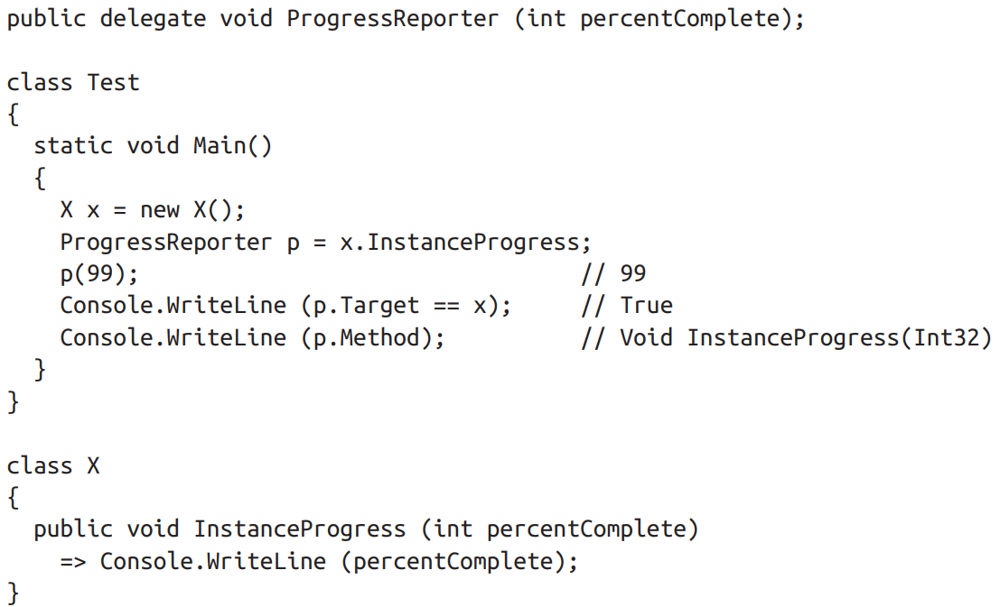 public delegate void ProgressReporter (int percentComplete);

class Test
{
  static void Main()
  {
    X x = new X();
    ProgressReporter p = x.InstanceProgress;
    p(99);                                 // 99
    Console.WriteLine (p.Target == x);     // True
    Console.WriteLine (p.Method);          // Void InstanceProgress(Int32)
  }
}

class X
{
  public void InstanceProgress (int percentComplete)
    => Console.WriteLine (percentComplete);
}